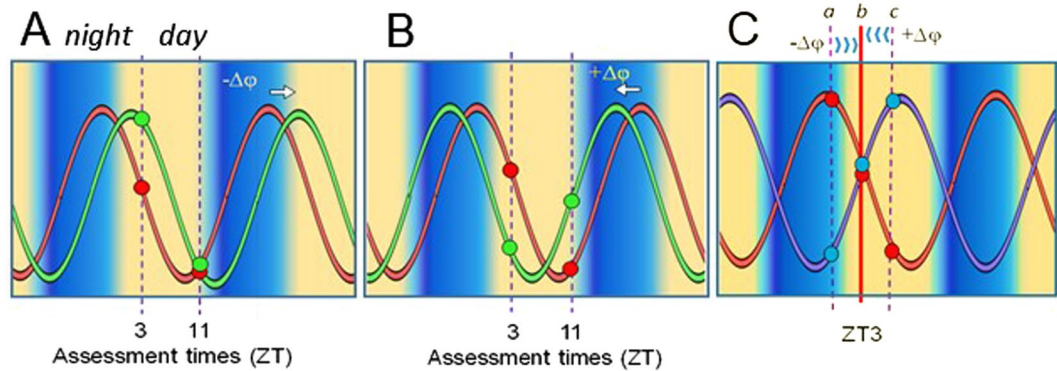 A night day
-Δφ
3 11
Assessment times (ZT)
B
+Δφ
3 11
Assessment times (ZT)
C
a b c
-Δφ +Δφ
ZT3